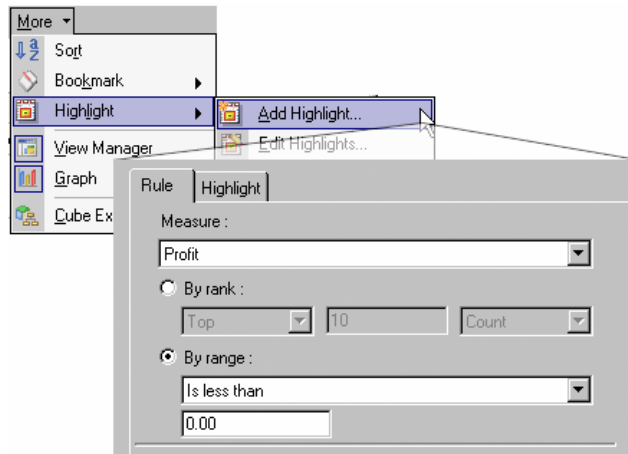 More
Sort
Bookmark
Highlight
Add Highlight...
View Manager
Edit Highlights...
Graph
Cube Ex
Rule
Highlight
Measure :
Profit
By rank :
Top
10
Count
By range :
Is less than
0.00